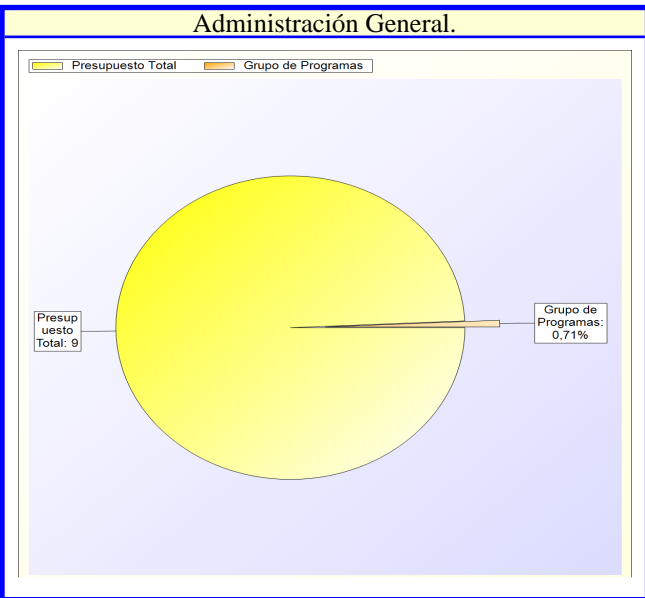 Administración General.
Presupuesto Total
Grupo de Programas
Presup
uesto
Total: 9
Grupo de
Programas:
0,71%